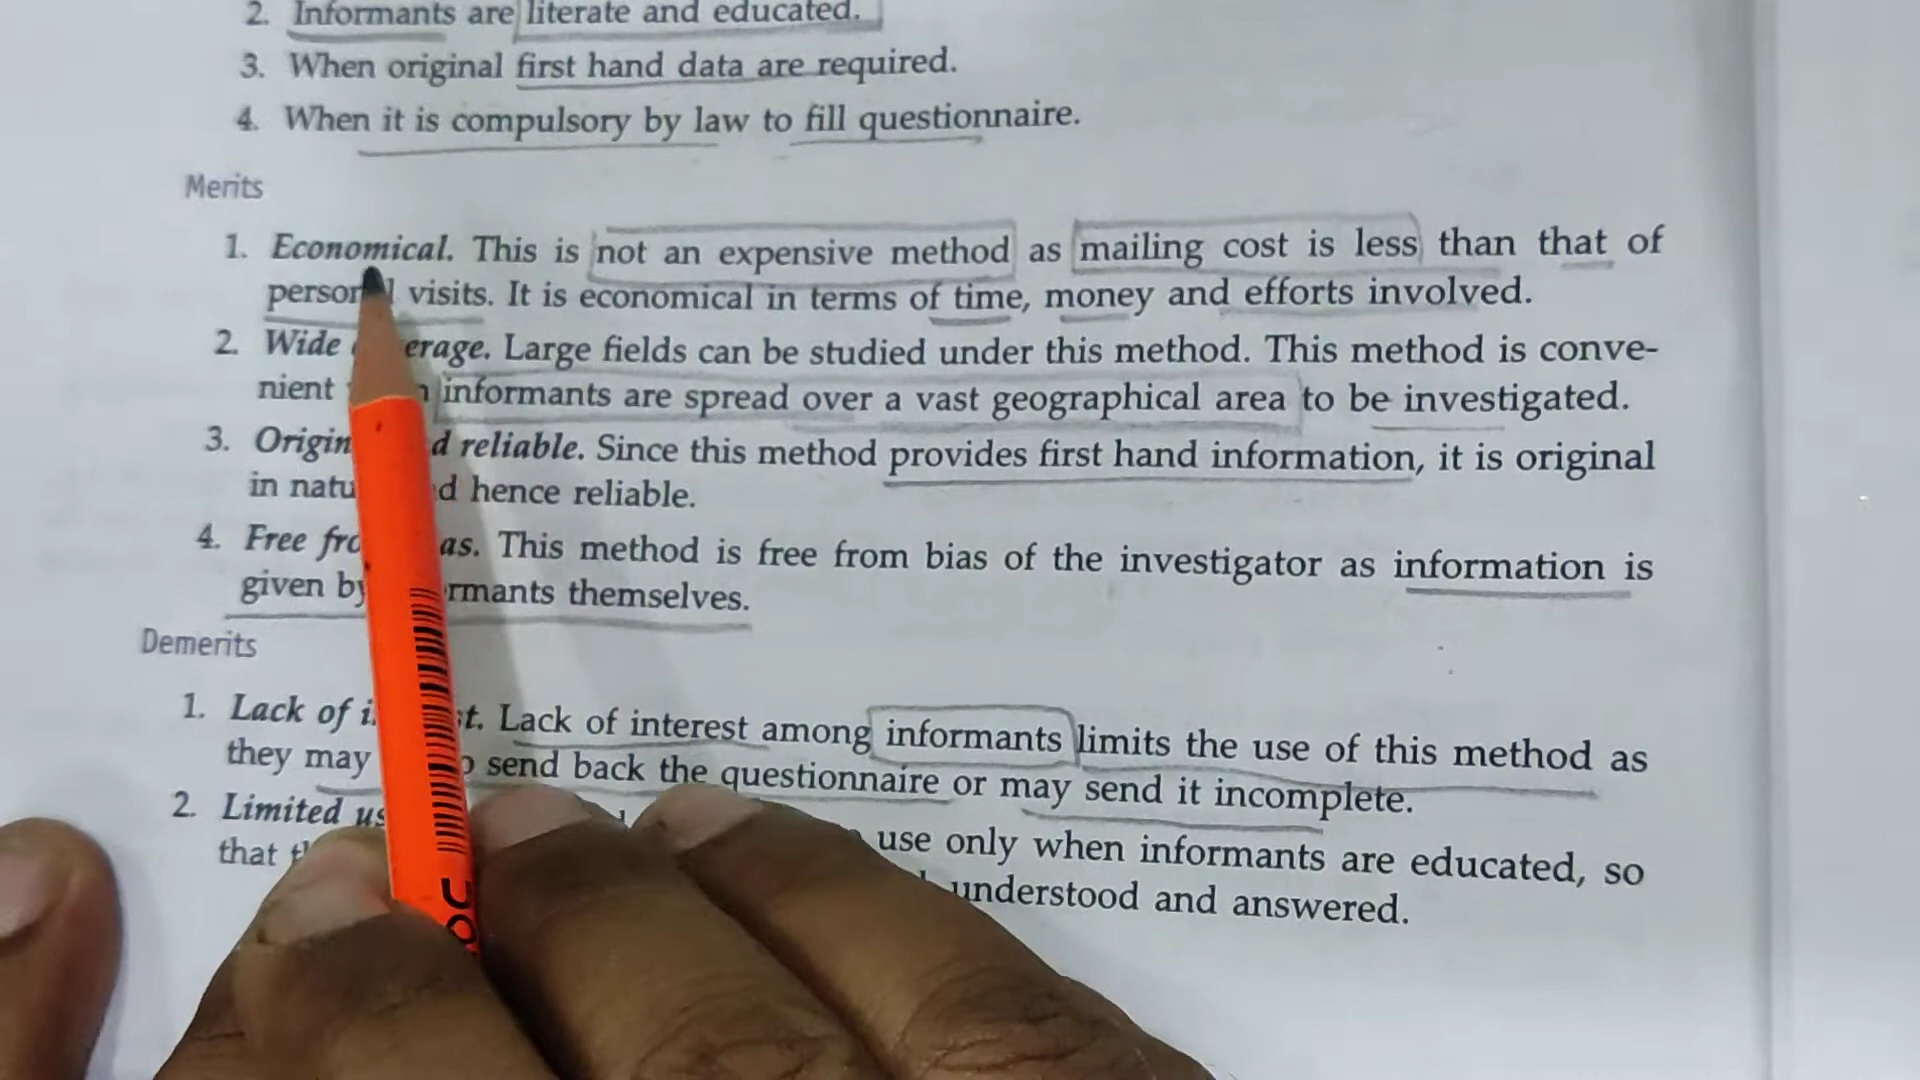 2. Informants are literate and educated.
3. When original first hand data are required.
4. When it is compulsory by law to fill questionnaire.
Merits
1. Economical. This is not an expensive method as mailing cost is less than that of
visits. It is economical in terms of time, money and efforts involved.
2. Wide erage. Large fields can be studied under this method. This method is conve-
nient informants are spread over a vast geographical area to be investigated.
3. Origin d reliable. Since this method provides first hand information, it is original
in natu d hence reliable.
4. Free fro as. This method is free from bias of the investigator as information is
given by rmants themselves.
Demerits
1. Lack of i st. Lack of interest among informants limits the use of this method as
they may send back the questionnaire or may send it incomplete.
2. Limited us use only when informants are educated, so
that understood and answered.